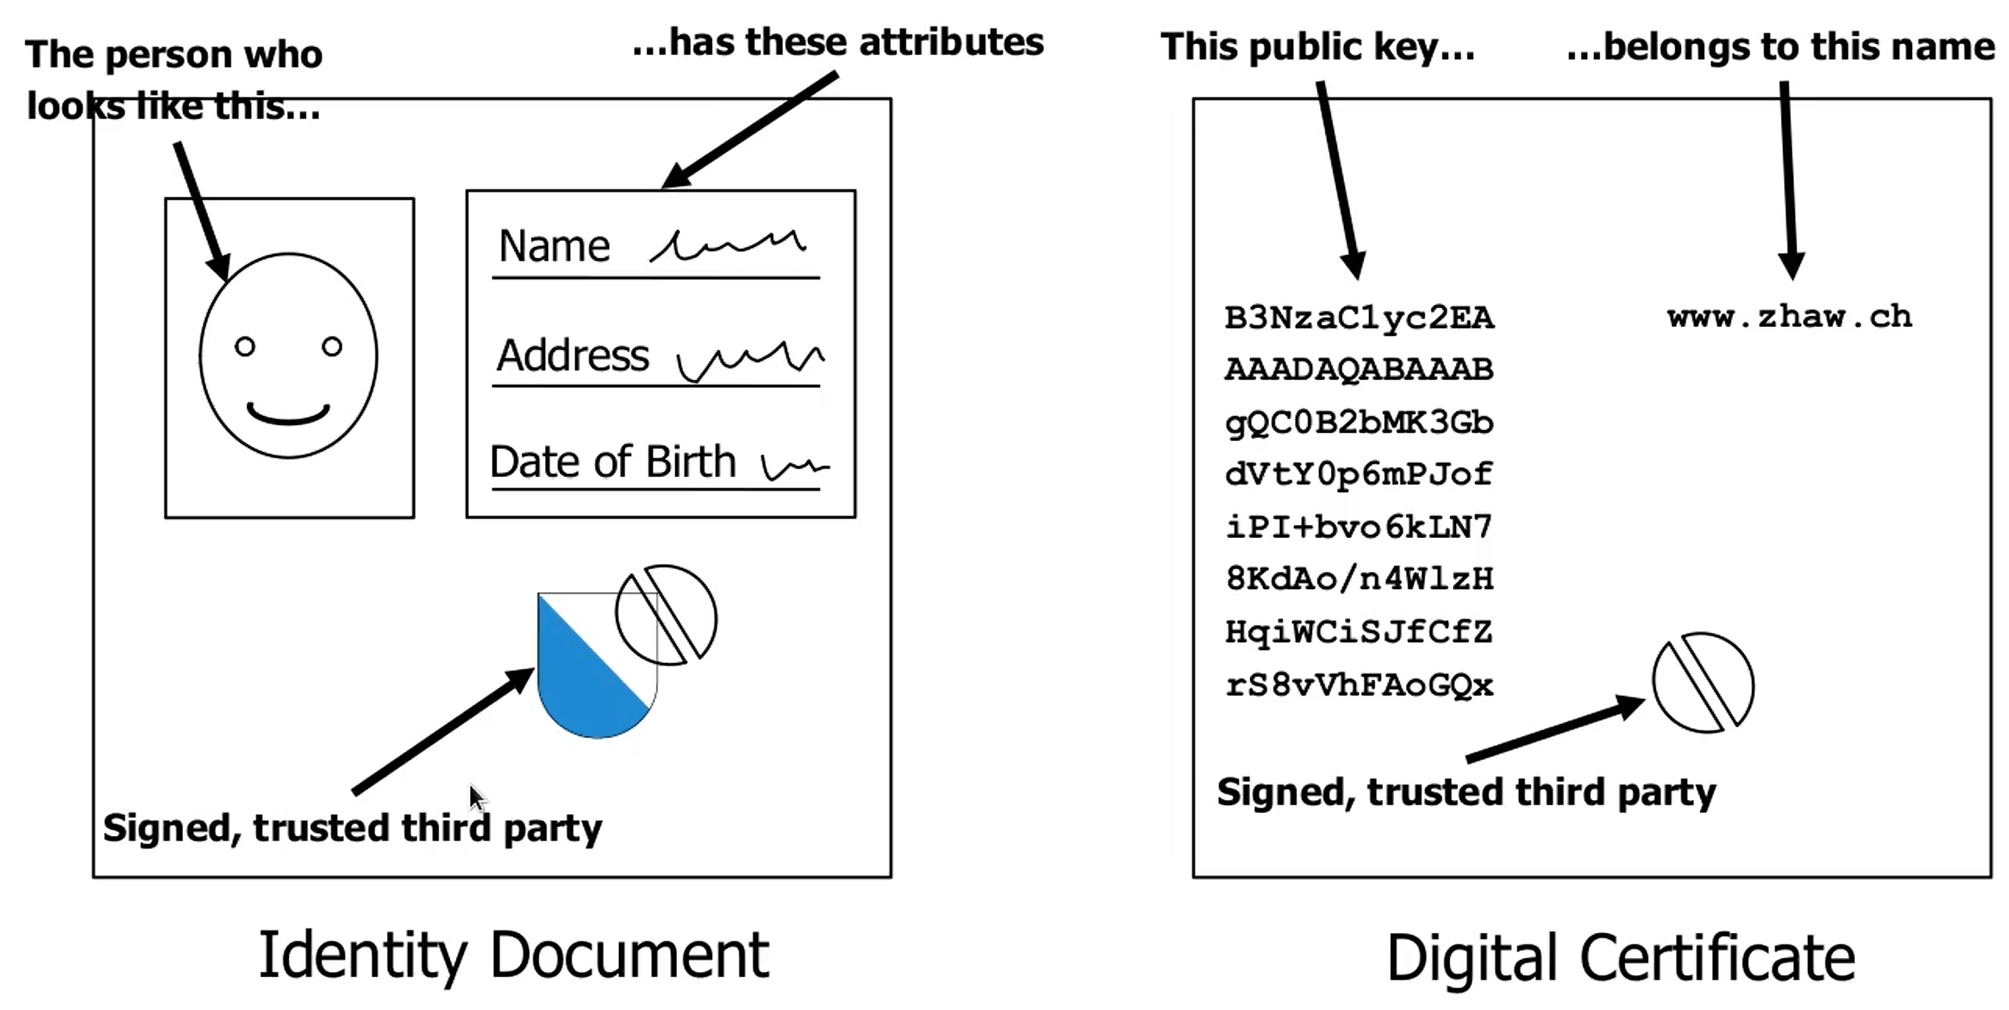 The person who
looks like this...
...has these attributes
Name
Address
Date of Birth
Signed, trusted third party
Identity Document
This public key...
...belongs to this name
B3NzaC1yc2EA
AAADAQABAAAB
gQC0B2bMK3Gb
dVtY0p6mPJof
iPI+bvo6kLN7
8KdAo/n4WlzH
HqiWCiSJfCfZ
rS8vVhFAoGQx
www.zhaw.ch
Signed, trusted third party
Digital Certificate